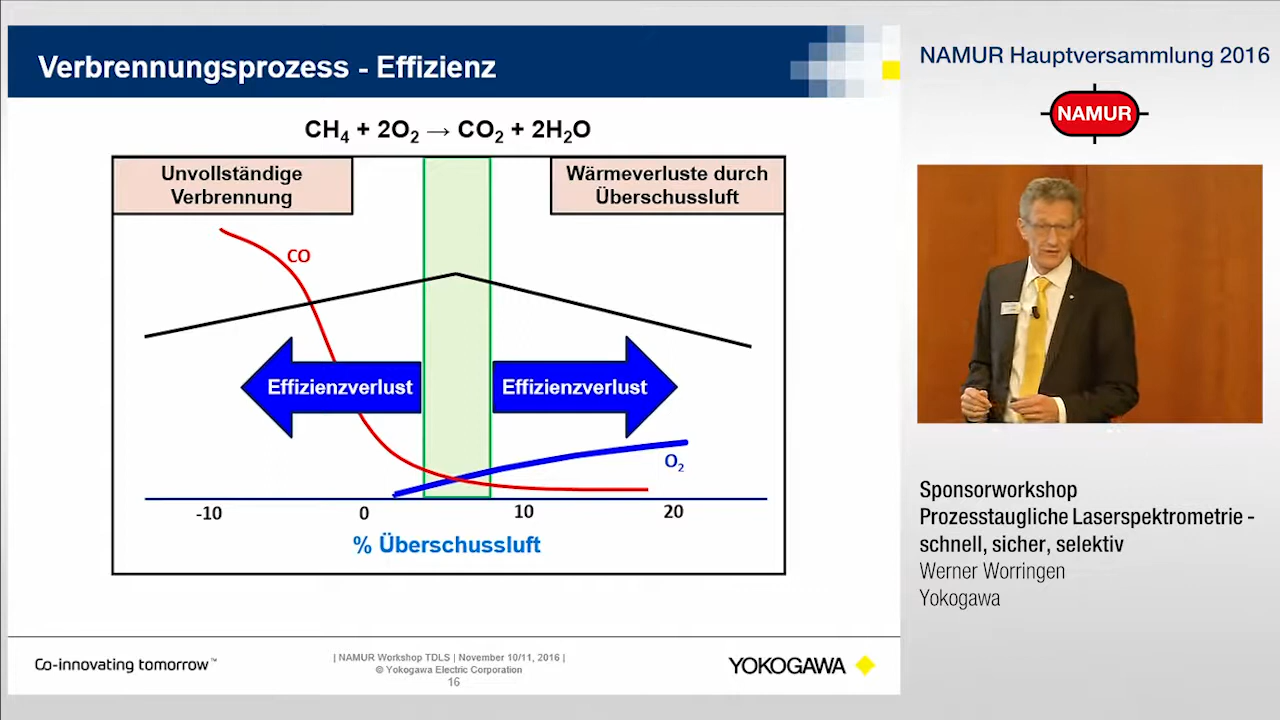 Verbrennungsprozess - Effizienz
CH₄ + 2O₂ → CO₂ + 2H₂O
Unvollständige
Verbrennung
Wärmeverluste durch
Überschussluft
CO
Effizienzverlust
Effizienzverlust
O₂
-10
0
10
20
% Überschussluft
Co-innovating tomorrow™
| NAMUR Workshop TDLS | November 10/11, 2016 |
© Yokogawa Electric Corporation
16
YOKOGAWA
NAMUR Hauptversammlung 2016
NAMUR
Sponsorworkshop
Prozesstaugliche Laserspektrometrie -
schnell, sicher, selektiv
Werner Worringen
Yokogawa